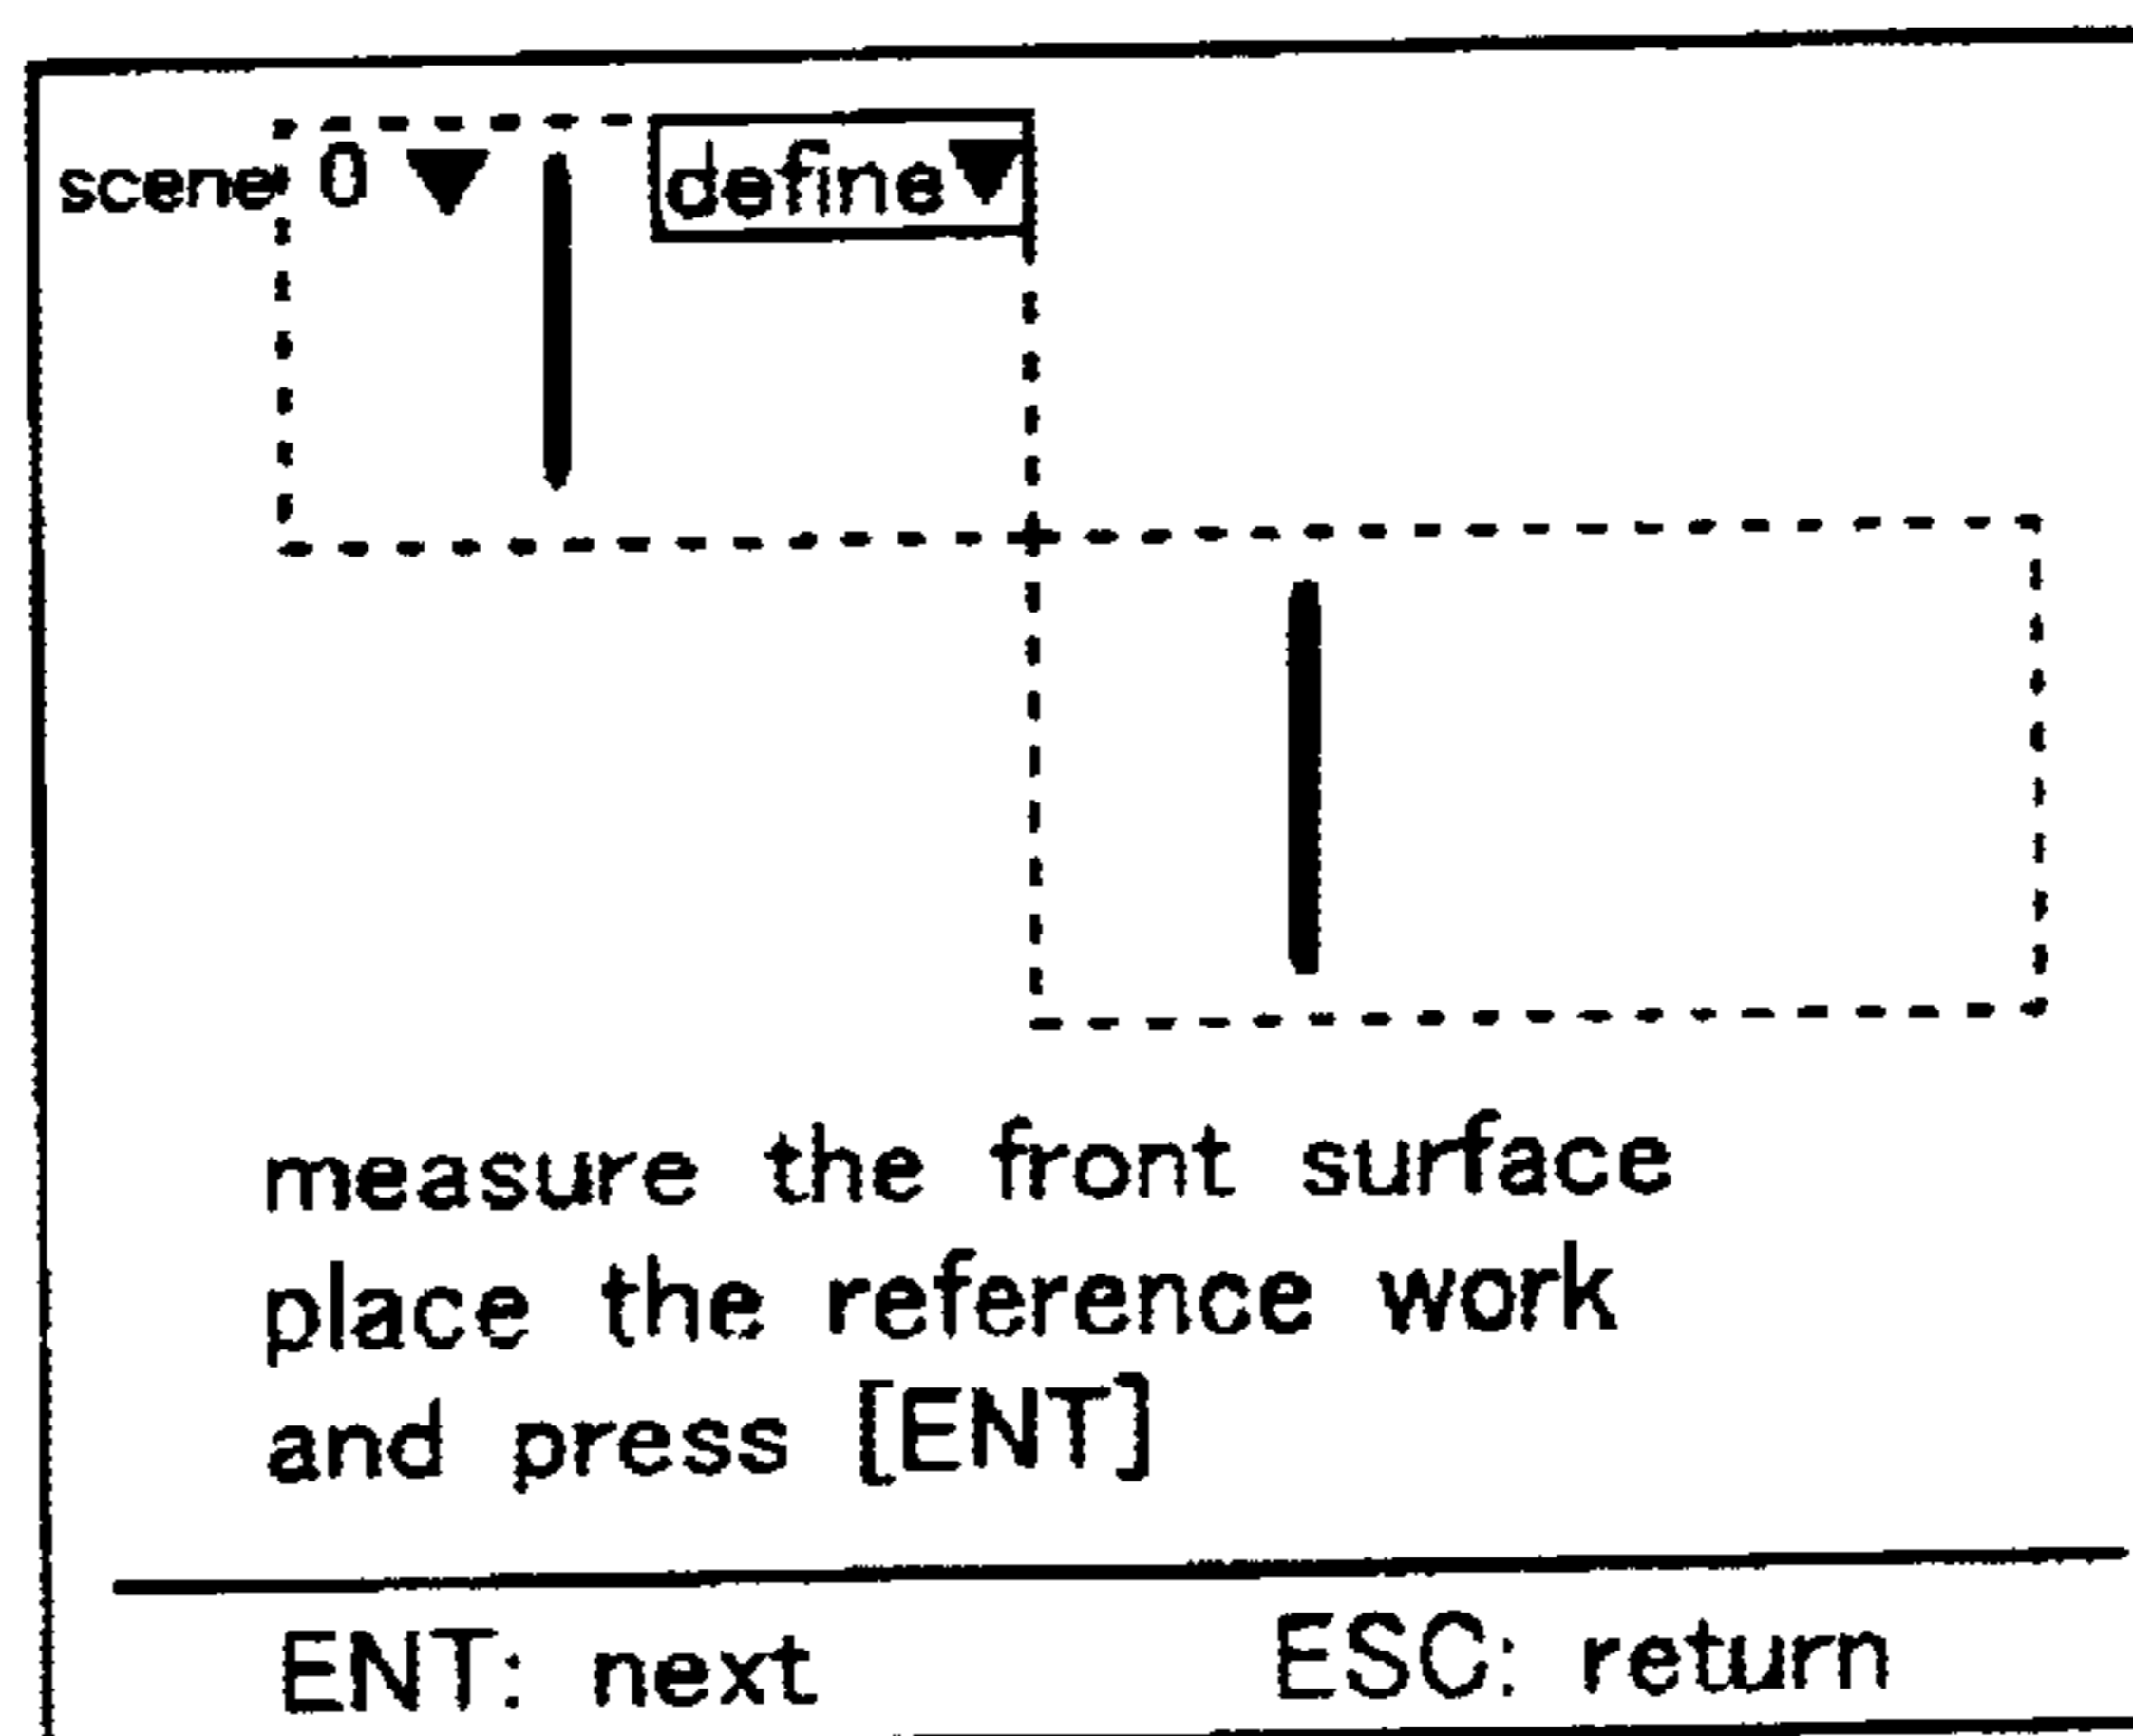 scene 0 ▼ define▼
measure the front surface
place the reference work
and press [ENT]
ENT: next ESC: return